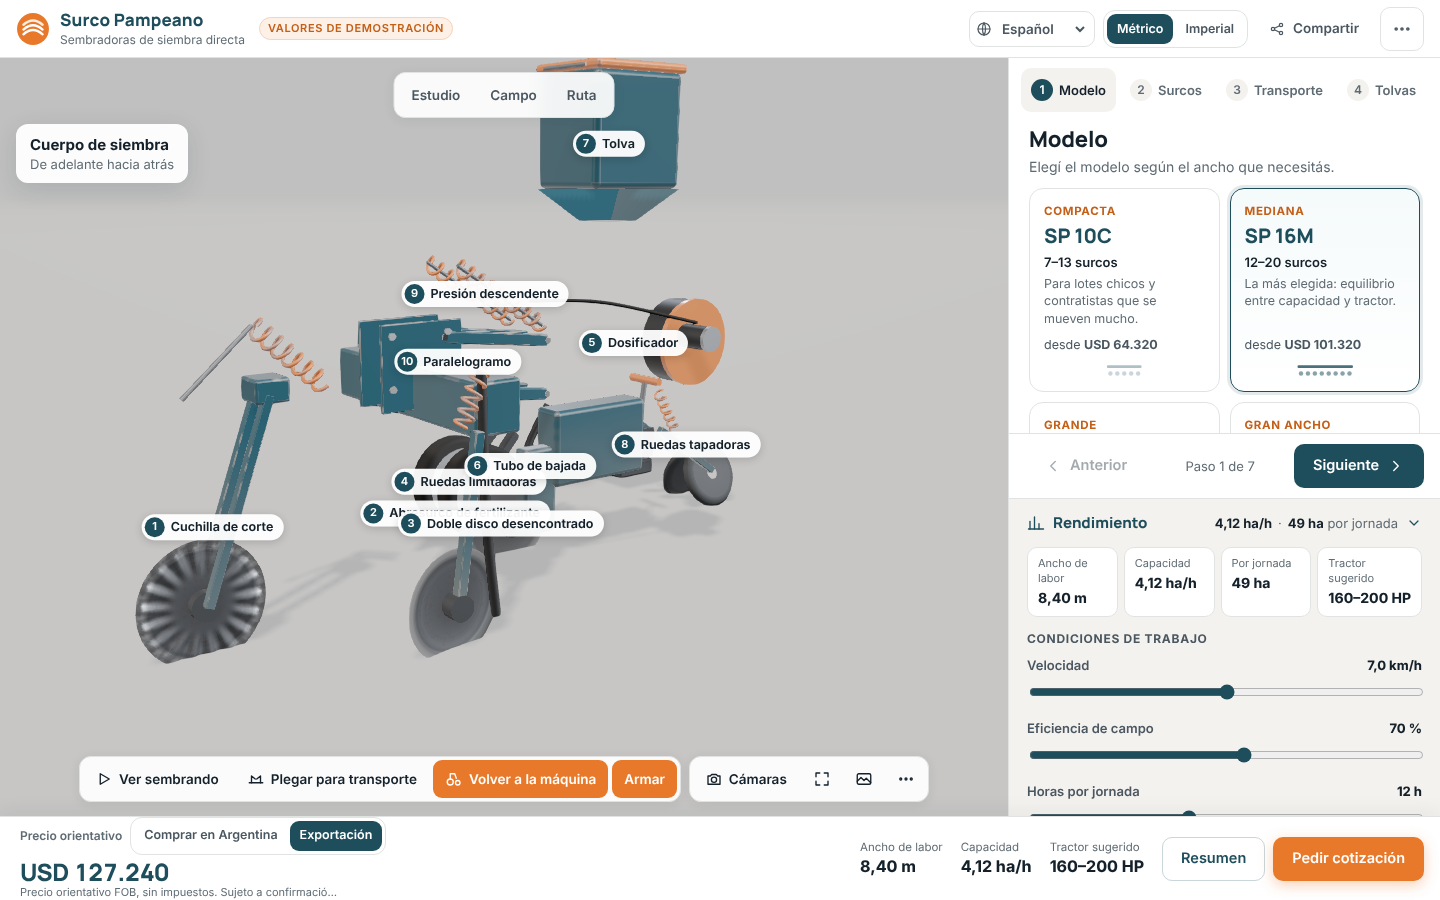 Surco Pampeano
Sembradoras de siembra directa
VALORES DE DEMOSTRACIÓN
Español
Métrico
Imperial
Compartir
Estudio
Campo
Ruta
Cuerpo de siembra
De adelante hacia atrás
7 Tolva
9 Presión descendente
5 Dosificador
10 Paralelogramo
8 Ruedas tapadoras
6 Tubo de bajada
4 Ruedas limitadoras
2
3 Doble disco desencontrado
1 Cuchilla de corte
Ver sembrando
Plegar para transporte
Volver a la máquina
Armar
Cámaras
1 Modelo
2 Surcos
3 Transporte
4 Tolvas
Modelo
Elegí el modelo según el ancho que necesitás.
COMPACTA
SP 10C
7–13 surcos
Para lotes chicos y
contratistas que se
mueven mucho.
desde USD 64.320
MEDIANA
SP 16M
12–20 surcos
La más elegida: equilibrio
entre capacidad y tractor.
desde USD 101.320
GRANDE
GRAN ANCHO
Anterior
Paso 1 de 7
Siguiente
Rendimiento
4,12 ha/h · 49 ha por jornada
Ancho de
labor
8,40 m
Capacidad
4,12 ha/h
Por jornada
49 ha
Tractor
sugerido
160–200 HP
CONDICIONES DE TRABAJO
Velocidad
7,0 km/h
Eficiencia de campo
70 %
Horas por jornada
12 h
Precio orientativo
Comprar en Argentina
Exportación
USD 127.240
Precio orientativo FOB, sin impuestos. Sujeto a confirmació...
Ancho de labor
8,40 m
Capacidad
4,12 ha/h
Tractor sugerido
160–200 HP
Resumen
Pedir cotización